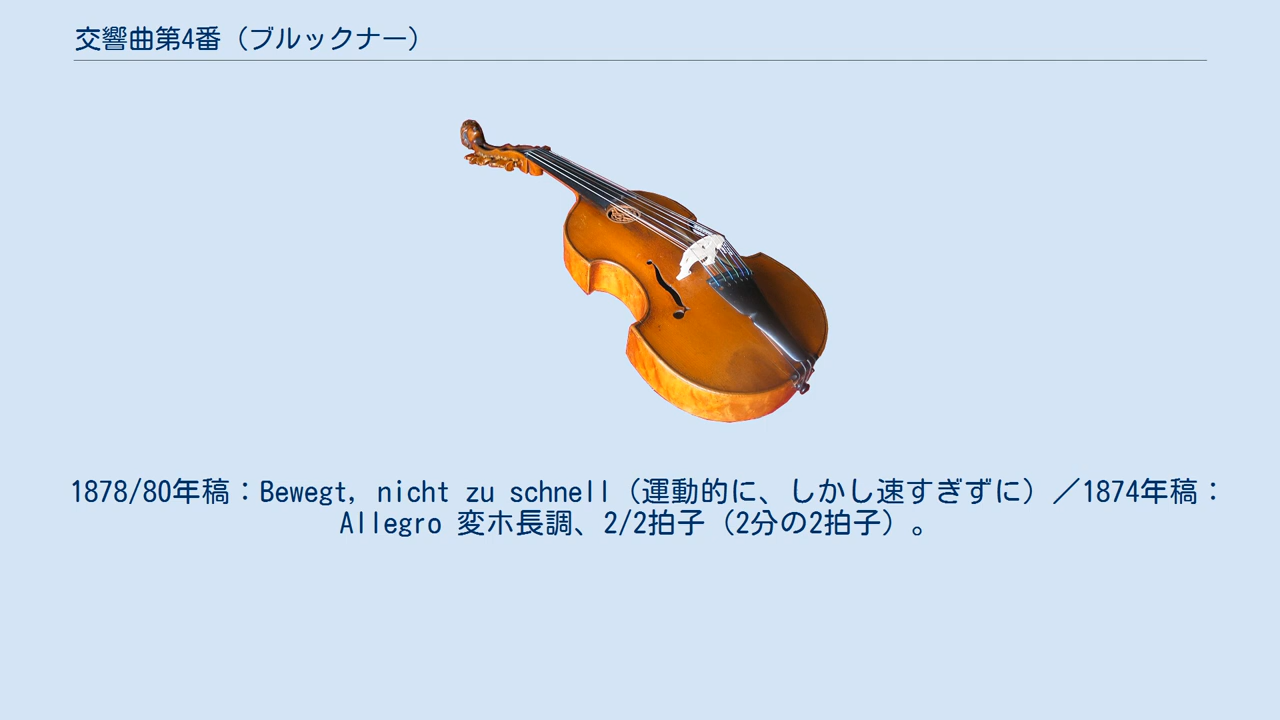 交響曲第4番（ブルックナー）
1878/80年稿：Bewegt, nicht zu schnell（運動的に、しかし速すぎずに）／1874年稿：
Allegro 変ホ長調、2/2拍子（2分の2拍子）。